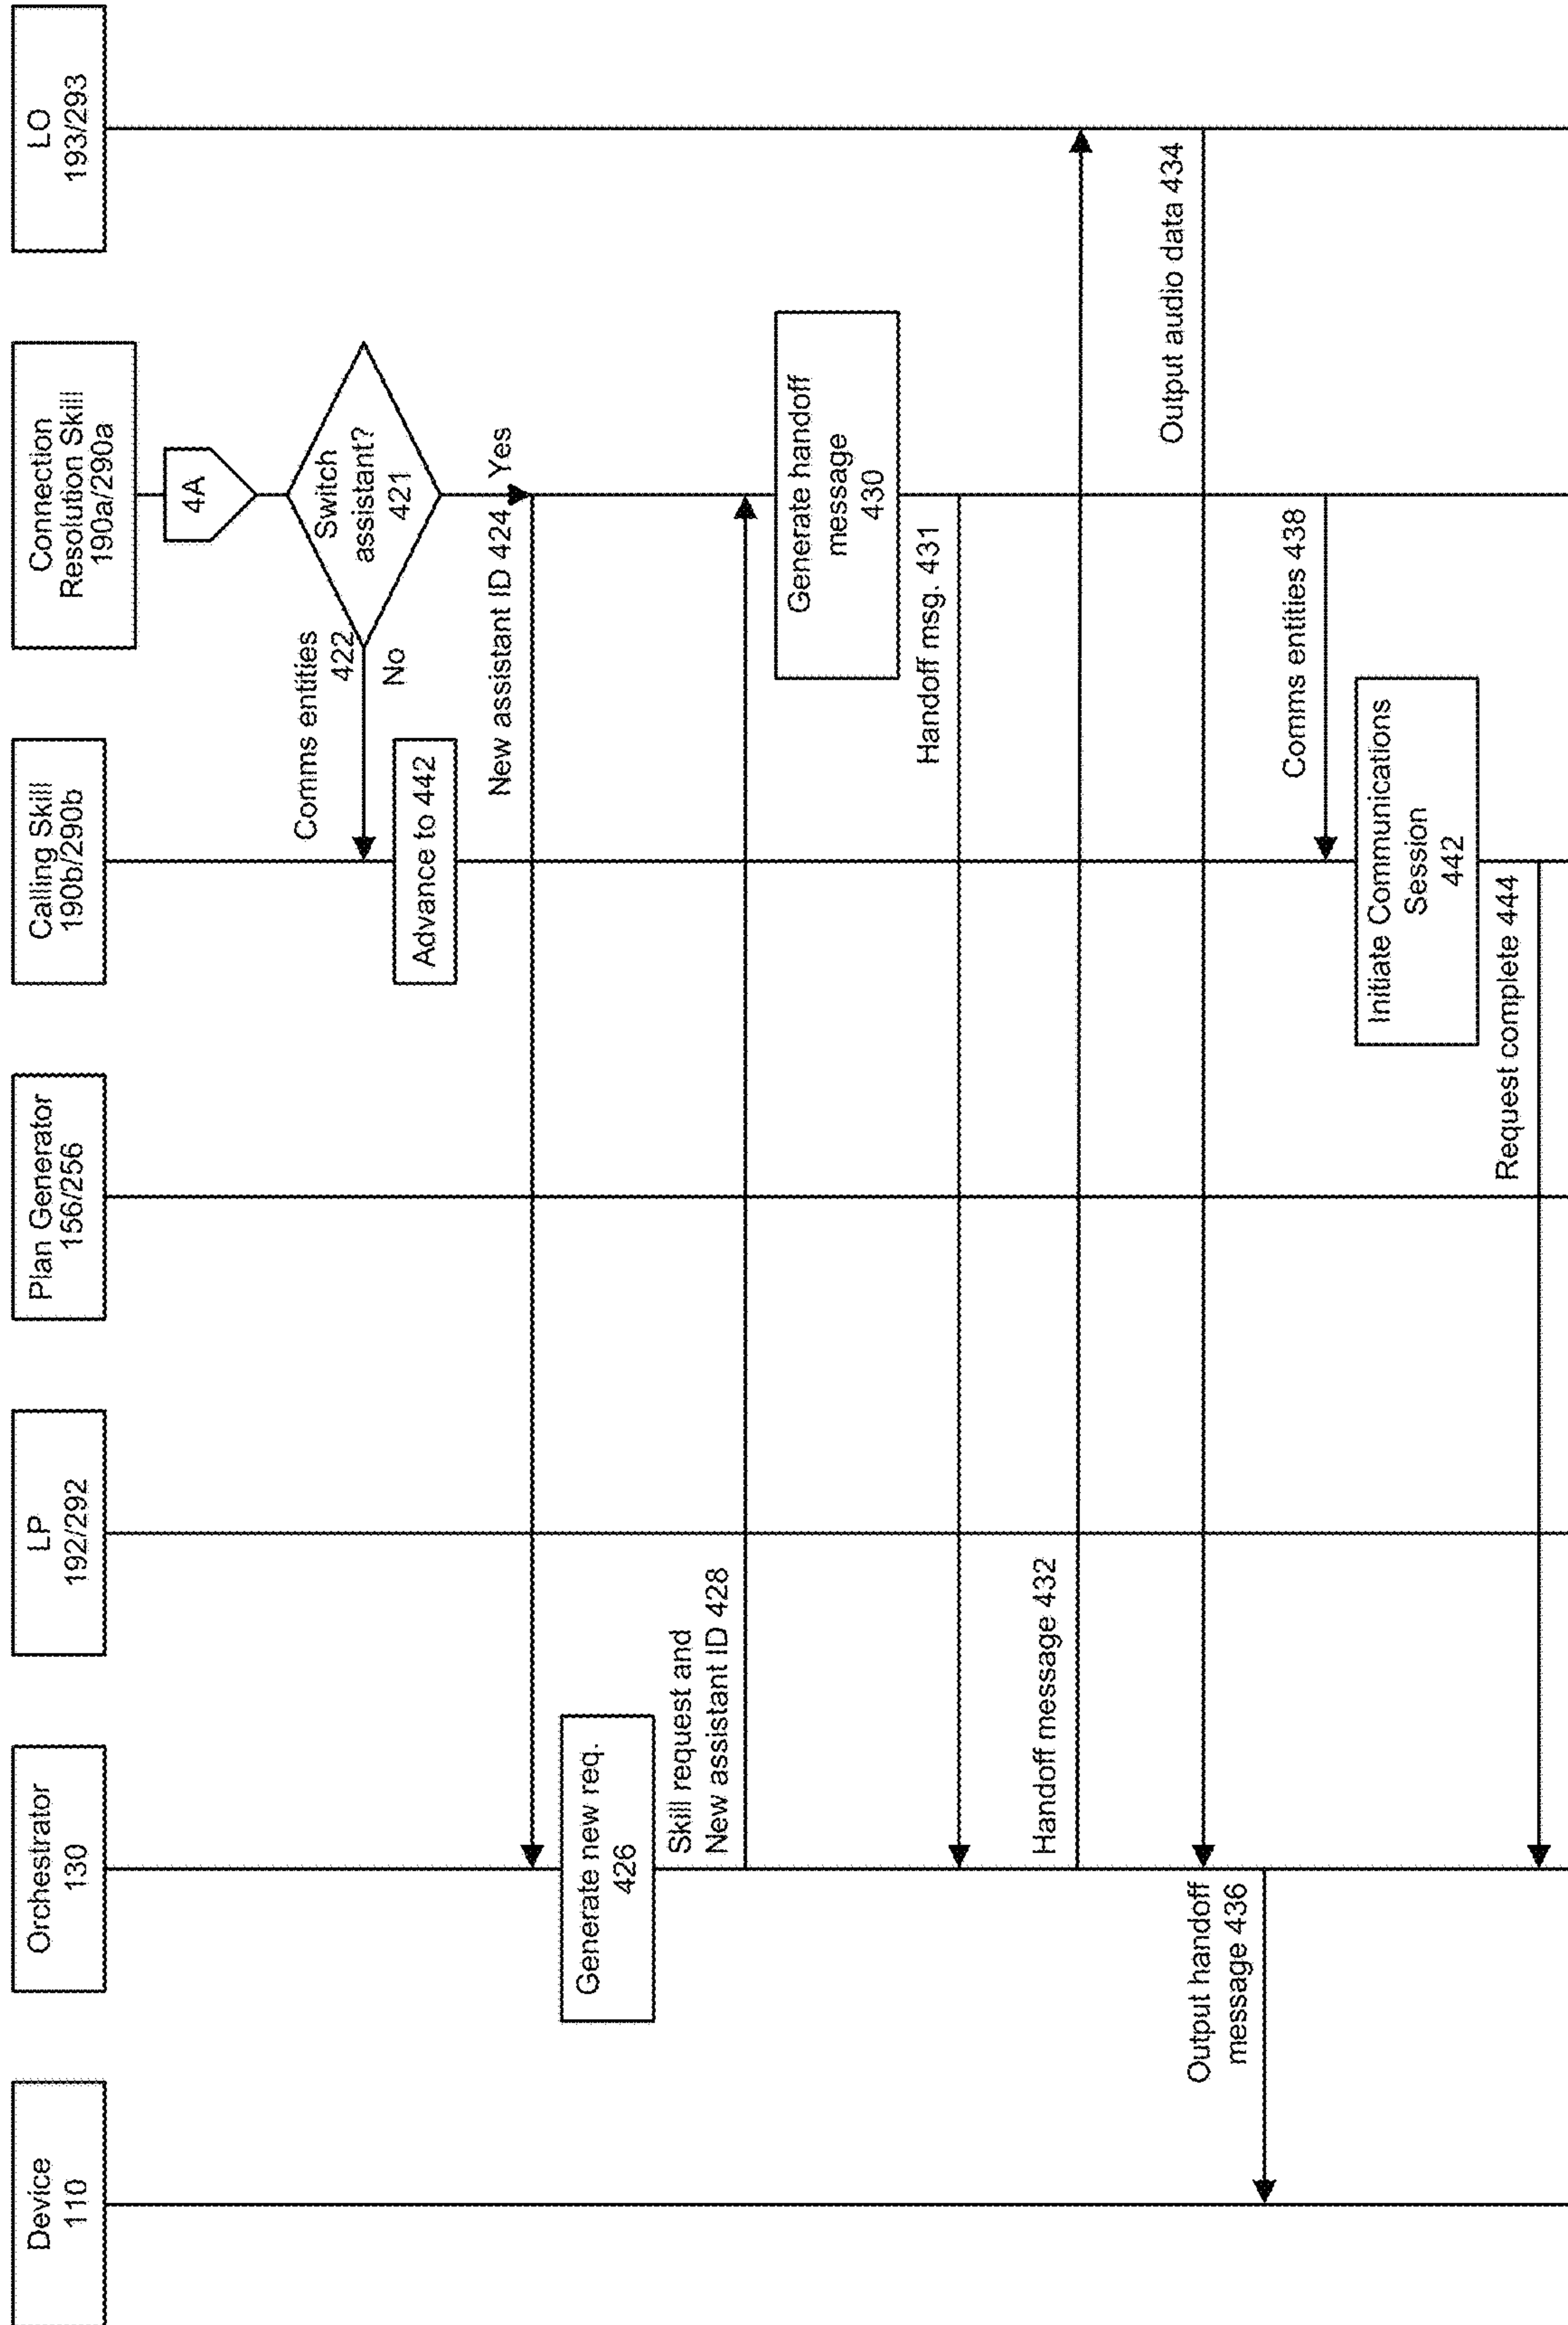 Device
110
Orchestrator
130
LP
192/292
Plan Generator
156/256
Calling Skill
190b/290b
Connection
Resolution Skill
190a/290a
LO
193/293
4A
Switch
assistant?
421
Comms entities
422
No
Yes
Advance to 442
New assistant ID 424
Generate new req.
426
Skill request and
New assistant ID 428
Generate handoff
message
430
Handoff msg. 431
Handoff message 432
Output audio data 434
Output handoff
message 436
Comms entities 438
Initiate Communications
Session
442
Request complete 444